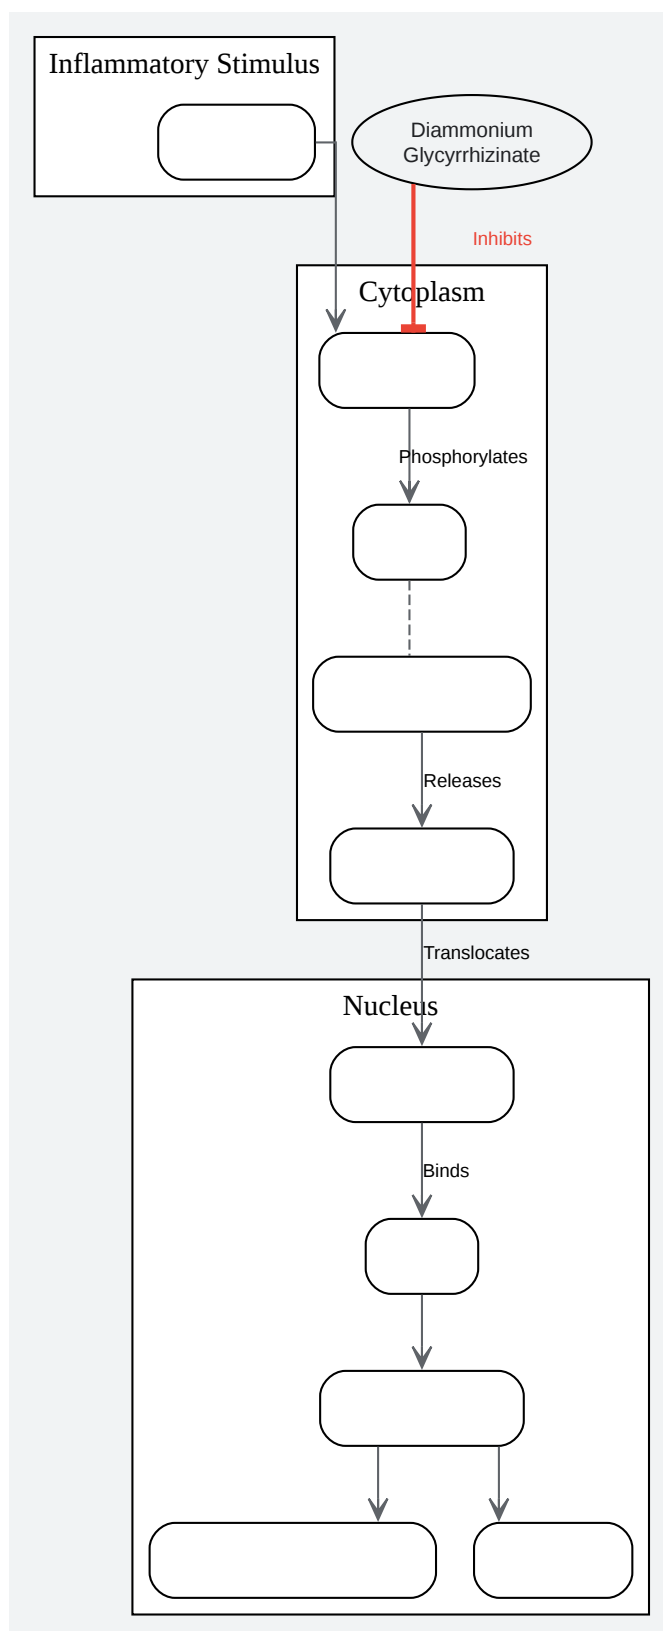 Inflammatory Stimulus
Diammonium
Glycyrrhizinate
Inhibits
Cytoplasm
Phosphorylates
Releases
Translocates
Nucleus
Binds